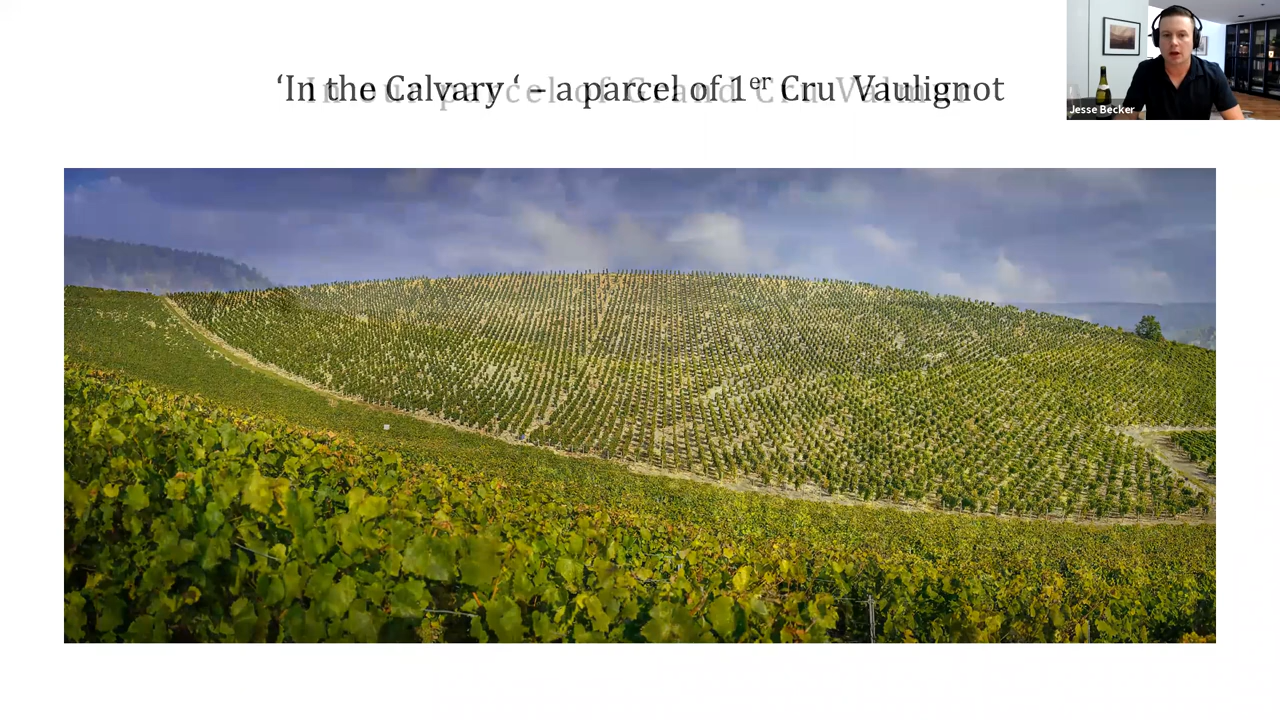 ‘In the Calvary ‘ – a parcel of 1er Cru Vaulignot
Jesse Becker